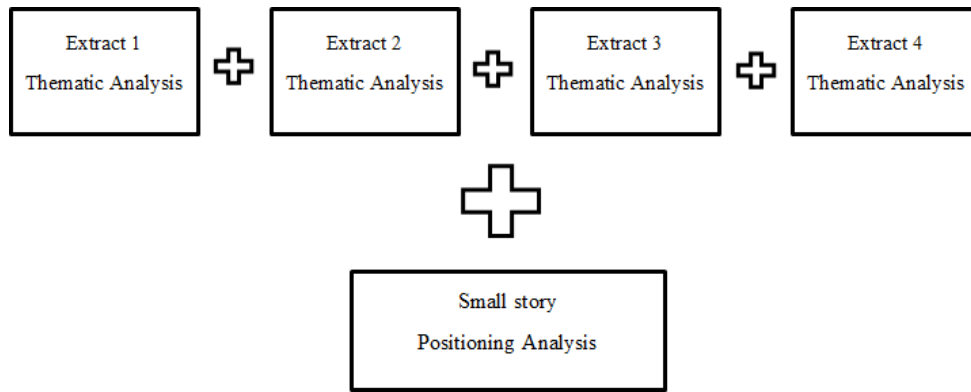 Extract 1
Thematic Analysis
Extract 2
Thematic Analysis
Extract 3
Thematic Analysis
Extract 4
Thematic Analysis
Small story
Positioning Analysis